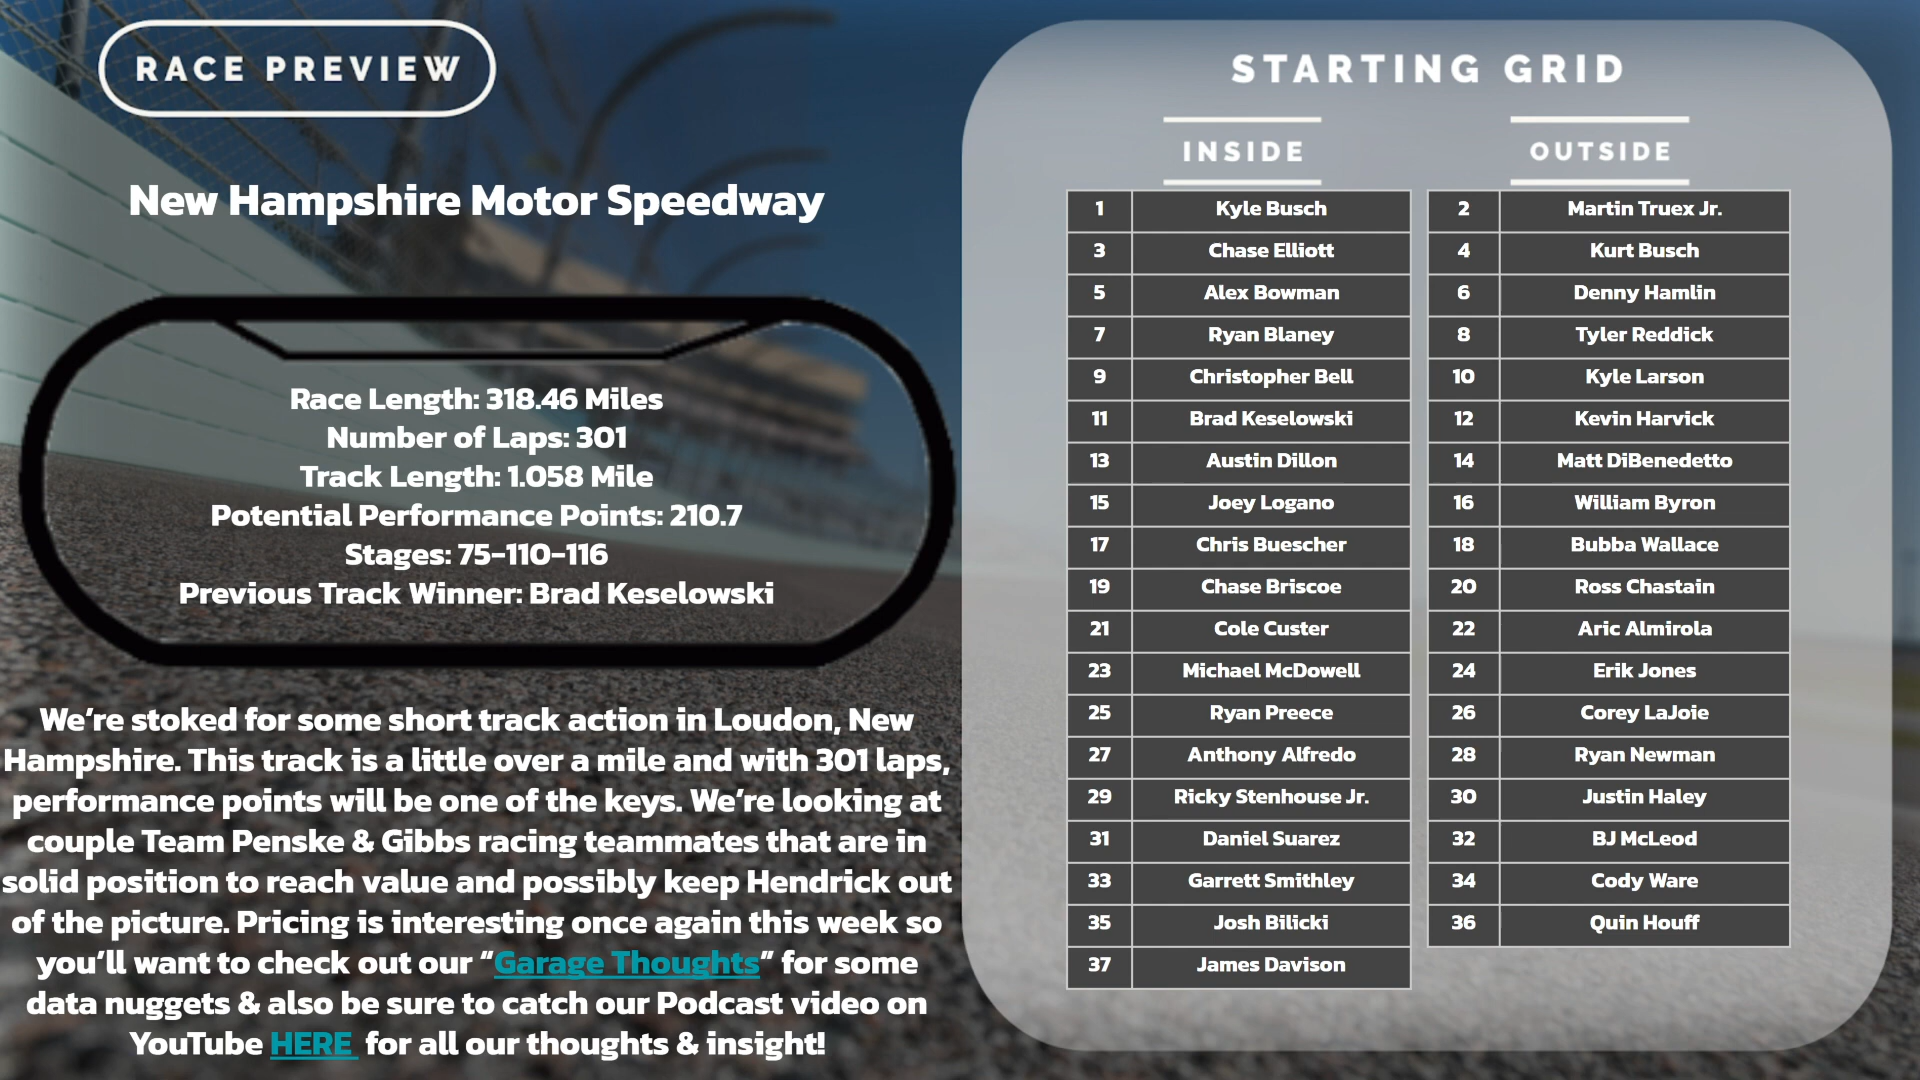 RACE PREVIEW
New Hampshire Motor Speedway
Race Length: 318.46 Miles
Number of Laps: 301
Track Length: 1.058 Mile
Potential Performance Points: 210.7
Stages: 75-110-116
Previous Track Winner: Brad Keselowski
We're stoked for some short track action in Loudon, New
Hampshire. This track is a little over a mile and with 301 laps,
performance points will be one of the keys. We're looking at
couple Team Penske & Gibbs racing teammates that are in
solid position to reach value and possibly keep Hendrick out
of the picture. Pricing is interesting once again this week so
you'll want to check out our “Garage Thoughts” for some
data nuggets & also be sure to catch our Podcast video on
YouTube HERE for all our thoughts & insight!
STARTING GRID
INSIDE OUTSIDE
1 Kyle Busch 2 Martin Truex Jr.
3 Chase Elliott 4 Kurt Busch
5 Alex Bowman 6 Denny Hamlin
7 Ryan Blaney 8 Tyler Reddick
9 Christopher Bell 10 Kyle Larson
11 Brad Keselowski 12 Kevin Harvick
13 Austin Dillon 14 Matt DiBenedetto
15 Joey Logano 16 William Byron
17 Chris Buescher 18 Bubba Wallace
19 Chase Briscoe 20 Ross Chastain
21 Cole Custer 22 Aric Almirola
23 Michael McDowell 24 Erik Jones
25 Ryan Preece 26 Corey LaJoie
27 Anthony Alfredo 28 Ryan Newman
29 Ricky Stenhouse Jr. 30 Justin Haley
31 Daniel Suarez 32 BJ McLeod
33 Garrett Smithley 34 Cody Ware
35 Josh Bilicki 36 Quin Houff
37 James Davison